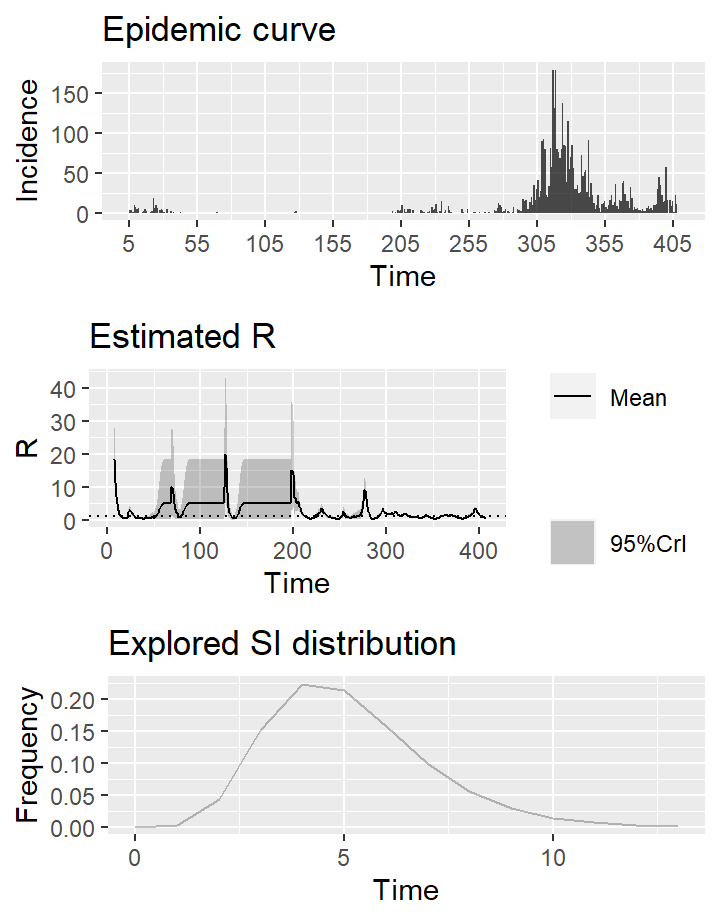 Epidemic curve
Incidence
150
100
50
0
5 55 105 155 205 255 305 355 405
Time
Estimated R
R
40
30
20
10
0
0 100 200 300 400
Time
Mean
95%CrI
Explored SI distribution
Frequency
0.20
0.15
0.10
0.05
0.00
0 5 10
Time